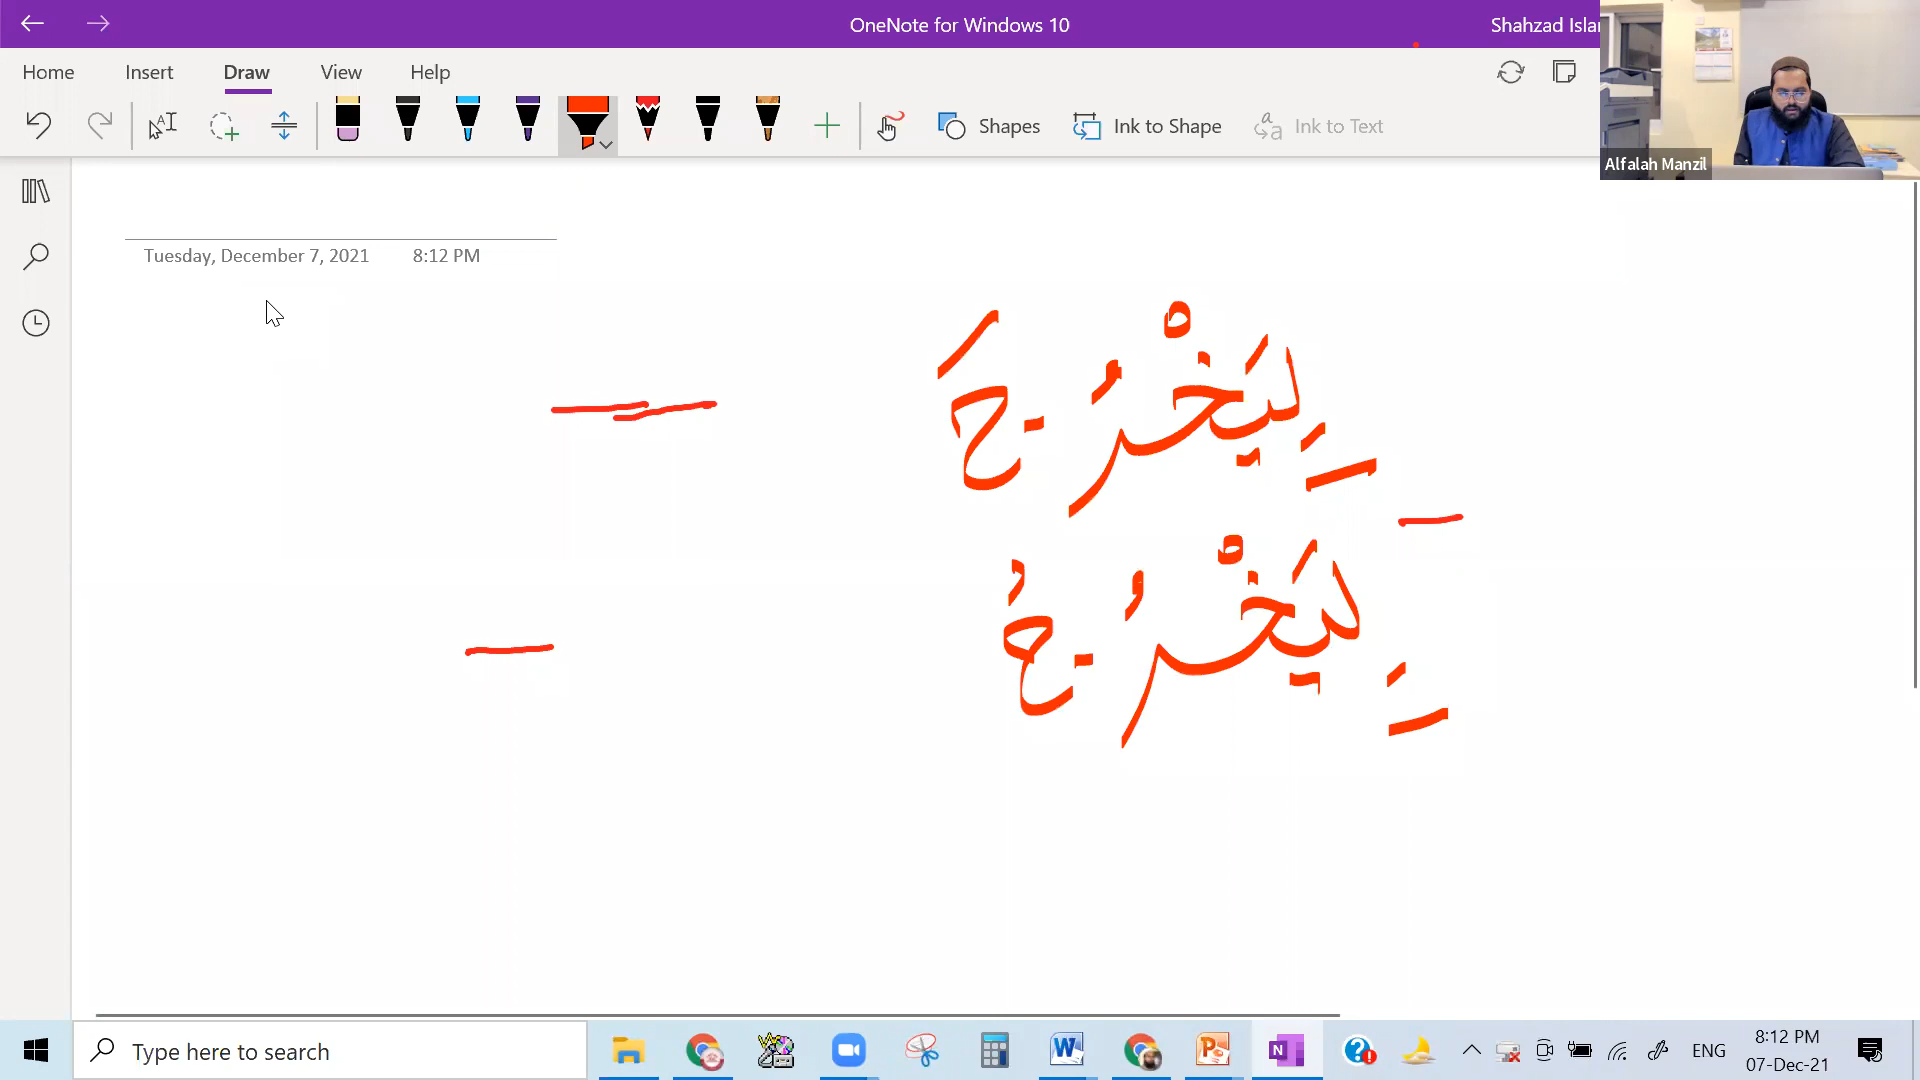 OneNote for Windows 10
Shahzad Islam
Home Insert Draw View Help
Shapes Ink to Shape Ink to Text
Alfalah Manzil
Tuesday, December 7, 2021 8:12 PM
لِيَخْرُجَ
لِيَخْرُجُ
Type here to search
ENG
8:12 PM
07-Dec-21